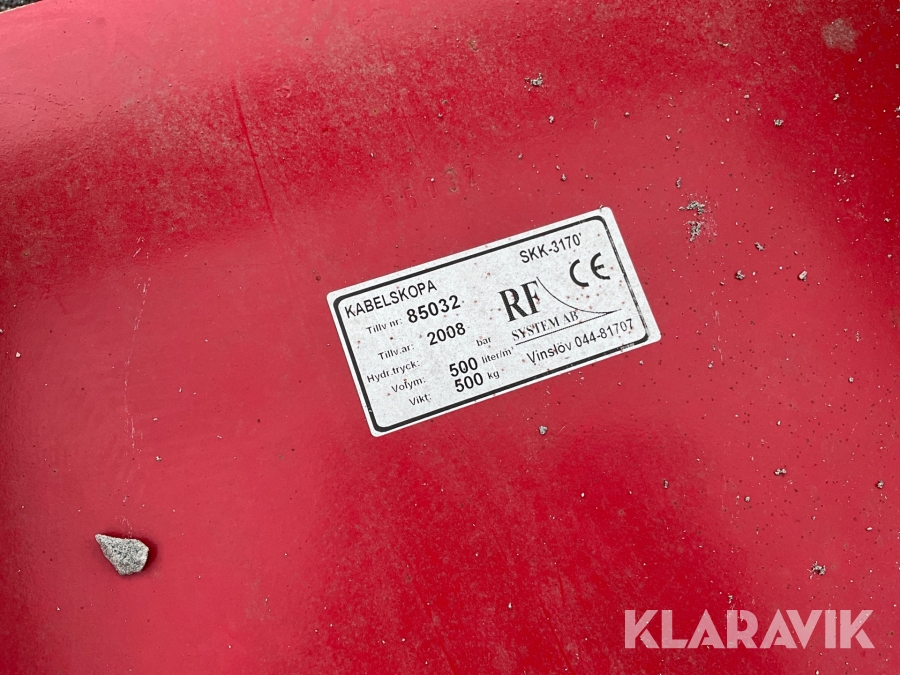 KABELSKOPA SKK-3170'
Tillv nr: 85032
Tillv.ar: 2008
Hydr.tryck: bar
Volym: 500 liter/m³
Vikt: 500 kg
CE
RF
SYSTEM AB
Vinslöv 044-81707
KLARAVIK